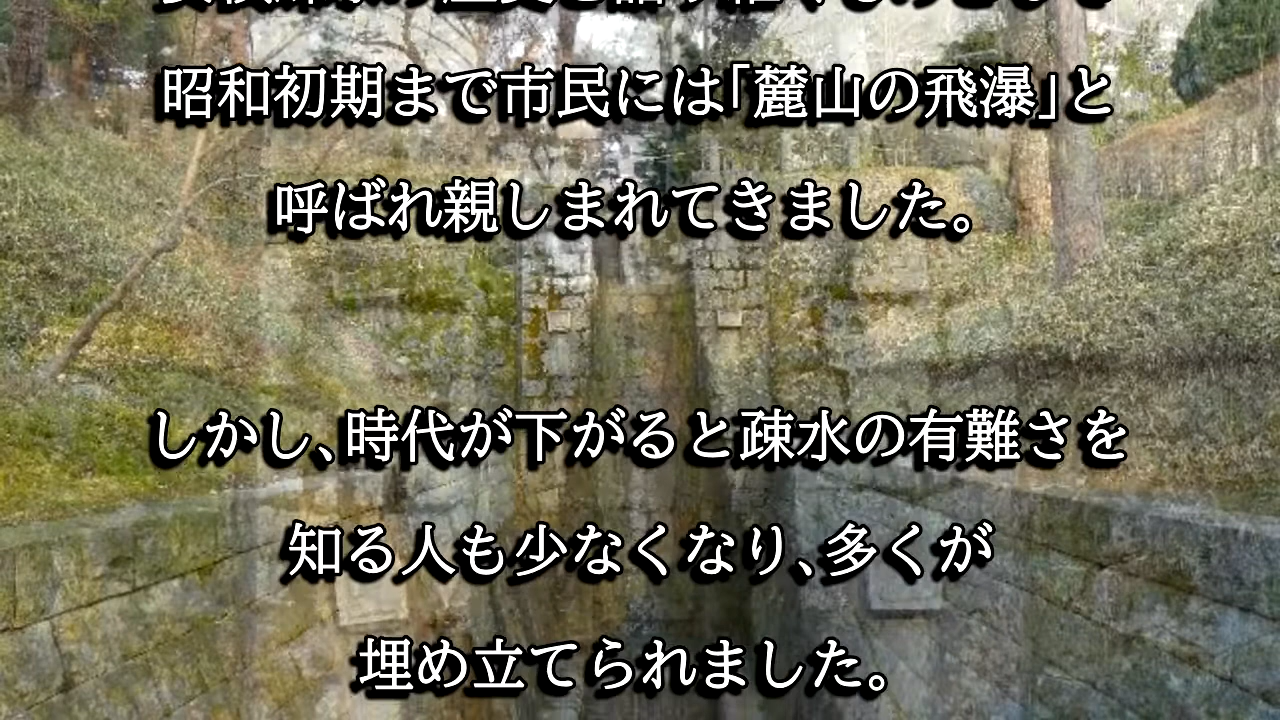 昭和初期まで市民には「麓山の飛瀑」と
呼ばれ親しまれてきました。
しかし、時代が下がると疎水の有難さを
知る人も少なくなり、多くが
埋め立てられました。